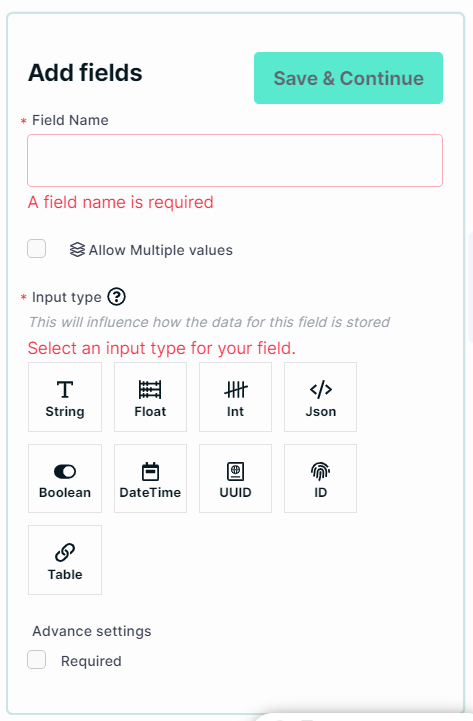 Add fields
Save & Continue
* Field Name
A field name is required
Allow Multiple values
* Input type ?
This will influence how the data for this field is stored
Select an input type for your field.
String Float Int Json
Boolean DateTime UUID ID
Table
Advance settings
Required